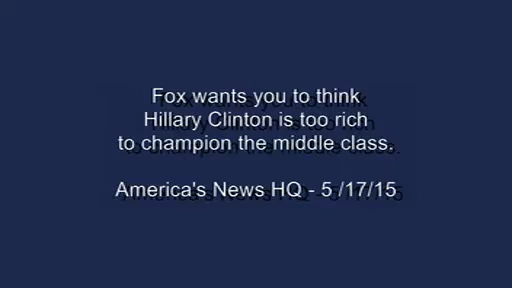 Fox wants you to think
Hillary Clinton is too rich
to champion the middle class.
America's News HQ - 5 /17/15